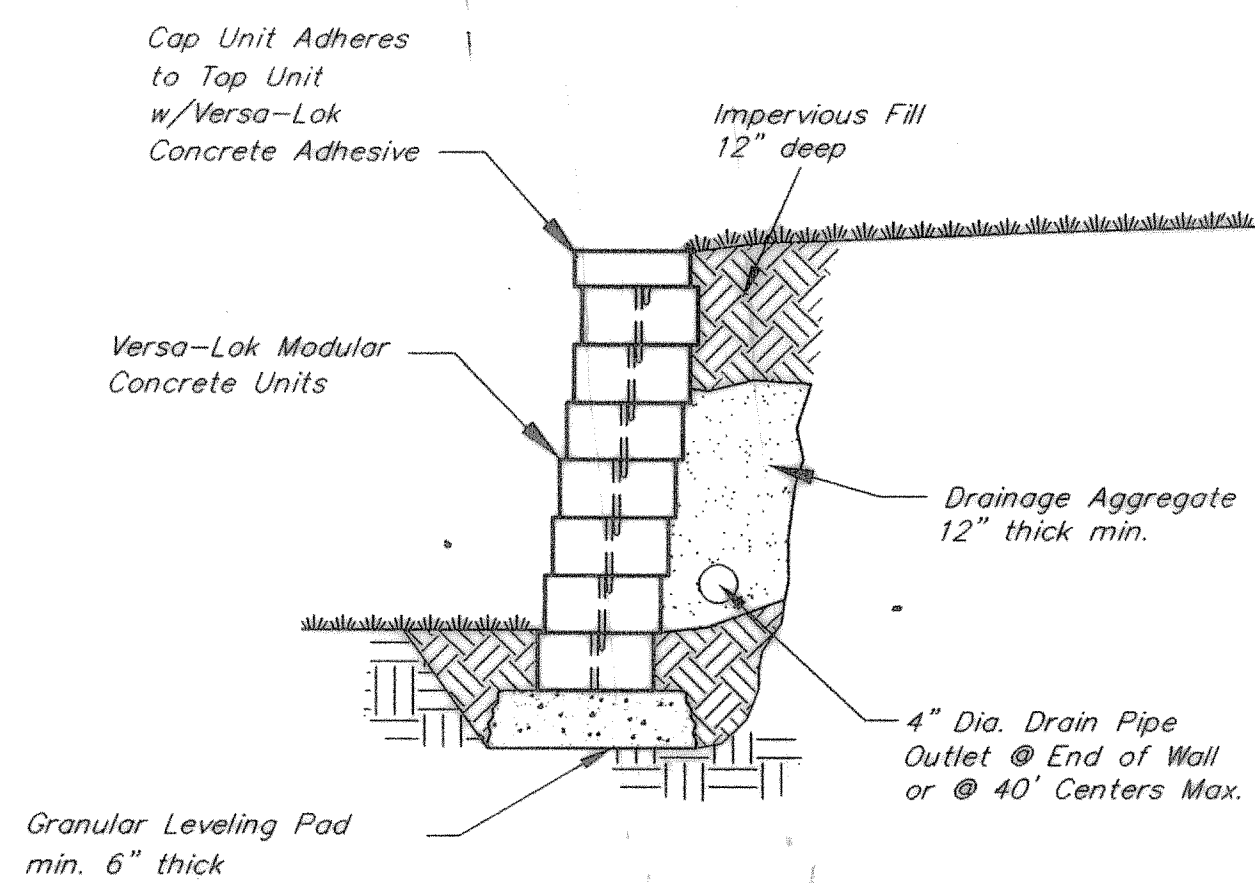 Cap Unit Adheres
to Top Unit
w/Versa-Lok
Concrete Adhesive
Impervious Fill
12" deep
Versa-Lok Modular
Concrete Units
Drainage Aggregate
12" thick min.
4" Dia. Drain Pipe
Outlet @ End of Wall
or @ 40' Centers Max.
Granular Leveling Pad
min. 6" thick